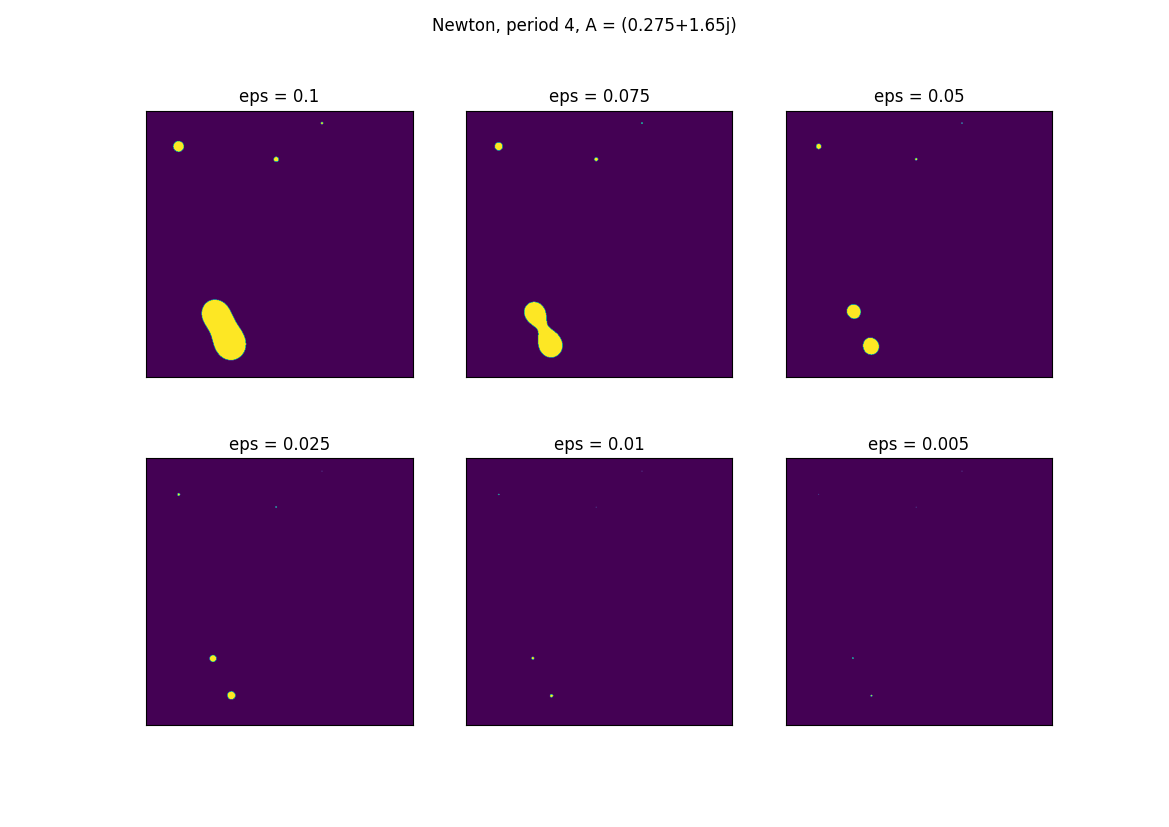 Newton, period 4, A = (0.275+1.65j)
eps = 0.1
eps = 0.075
eps = 0.05
eps = 0.025
eps = 0.01
eps = 0.005